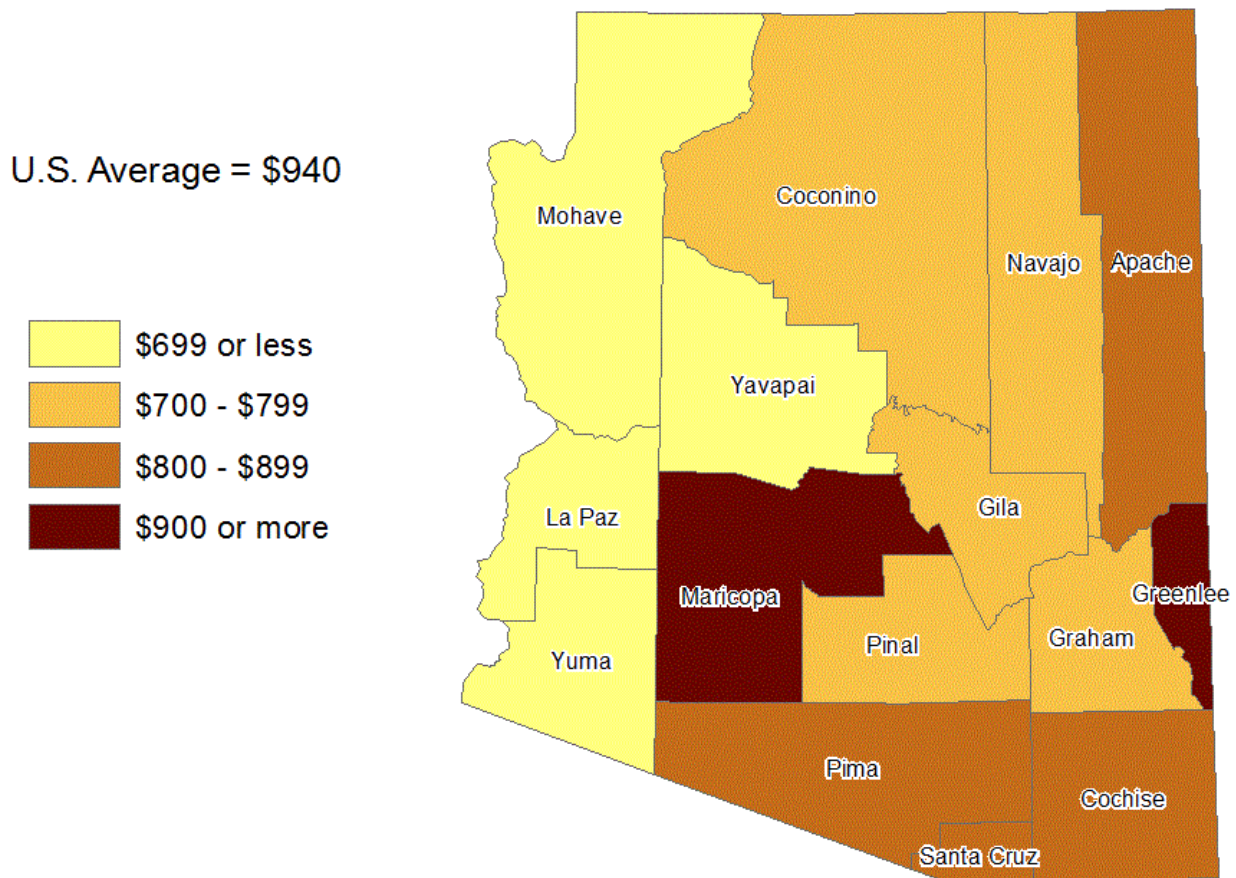 U.S. Average = $940
$699 or less
$700 - $799
$800 - $899
$900 or more
Mohave
Coconino
Navajo
Apache
Yavapai
La Paz
Gila
Maricopa
Greenlee
Yuma
Pinal
Graham
Pima
Cochise
Santa Cruz